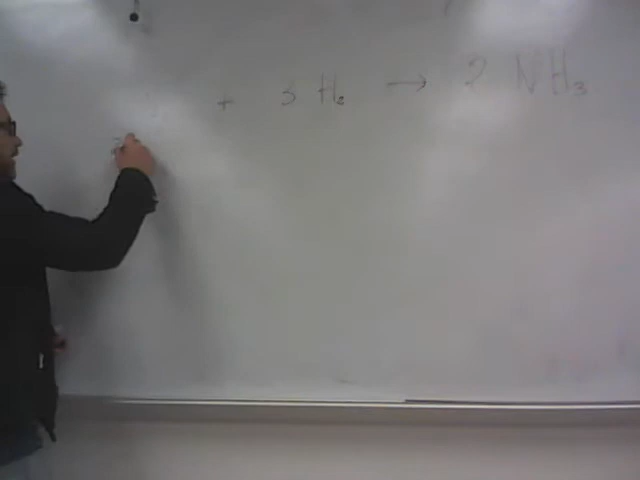 + 3 H₂ → 2 NH₃